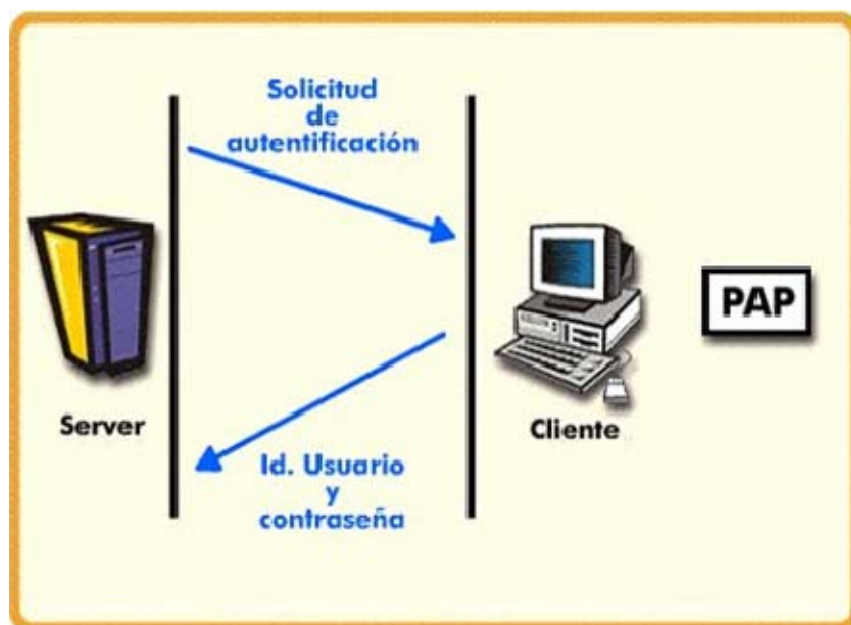 Solicitud
de
autentificación
PAP
Server
Cliente
Id. Usuario
y
contraseña